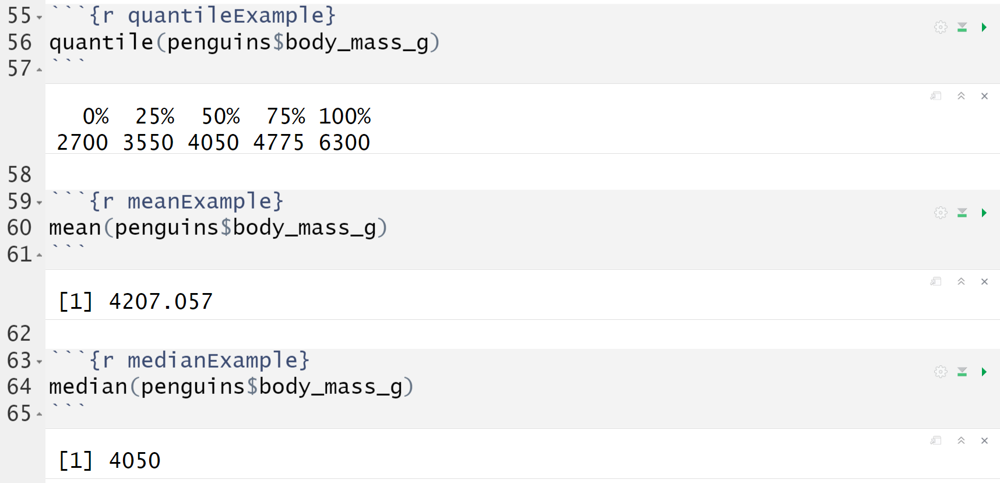 55 ```{r quantileExample}
56 quantile(penguins$body_mass_g)
57 ```
0% 25% 50% 75% 100%
2700 3550 4050 4775 6300
58
59 ```{r meanExample}
60 mean(penguins$body_mass_g)
61 ```
[1] 4207.057
62
63 ```{r medianExample}
64 median(penguins$body_mass_g)
65 ```
[1] 4050